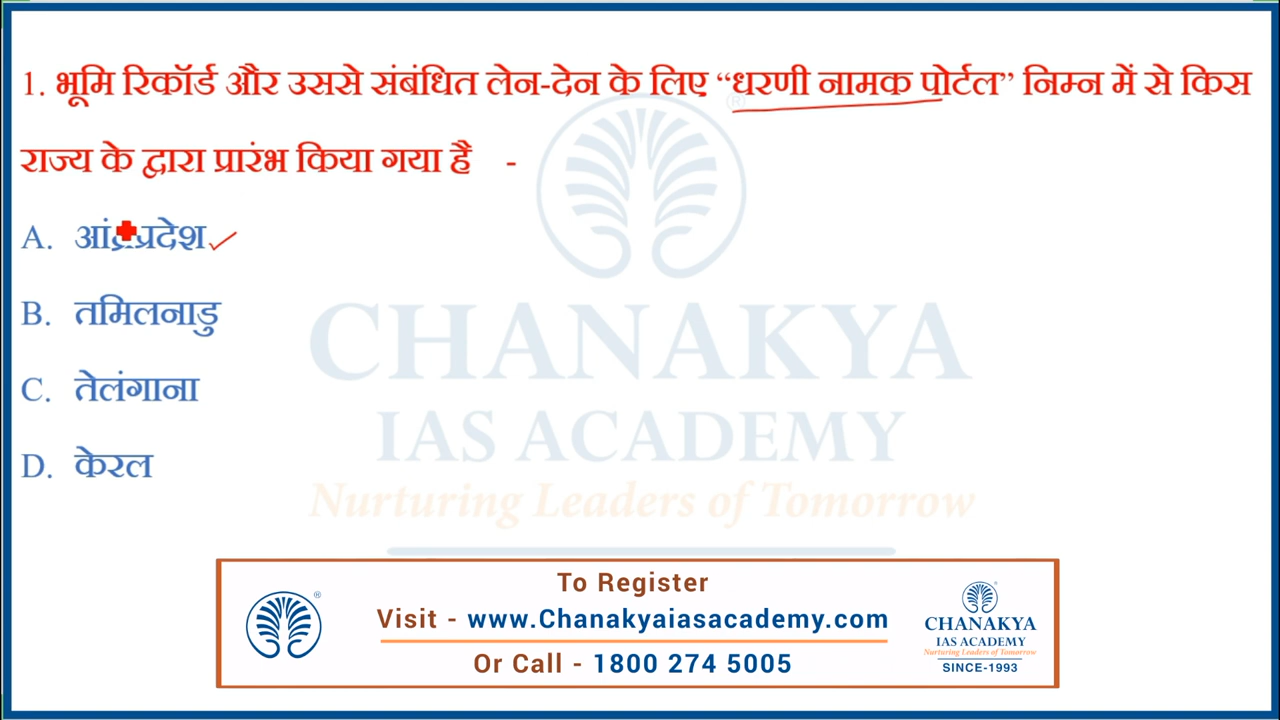 1. भूमि रिकॉर्ड और उससे संबंधित लेन-देन के लिए “धरणी नामक पोर्टल” निम्न में से किस
राज्य के द्वारा प्रारंभ किया गया है -
A. आंध्रप्रदेश
B. तमिलनाडु
C. तेलंगाना
D. केरल
®
CHANAKYA
IAS ACADEMY
Nurturing Leaders of Tomorrow
To Register
Visit - www.Chanakyaiasacademy.com
Or Call - 1800 274 5005
®
®
CHANAKYA
IAS ACADEMY
Nurturing Leaders of Tomorrow
SINCE-1993